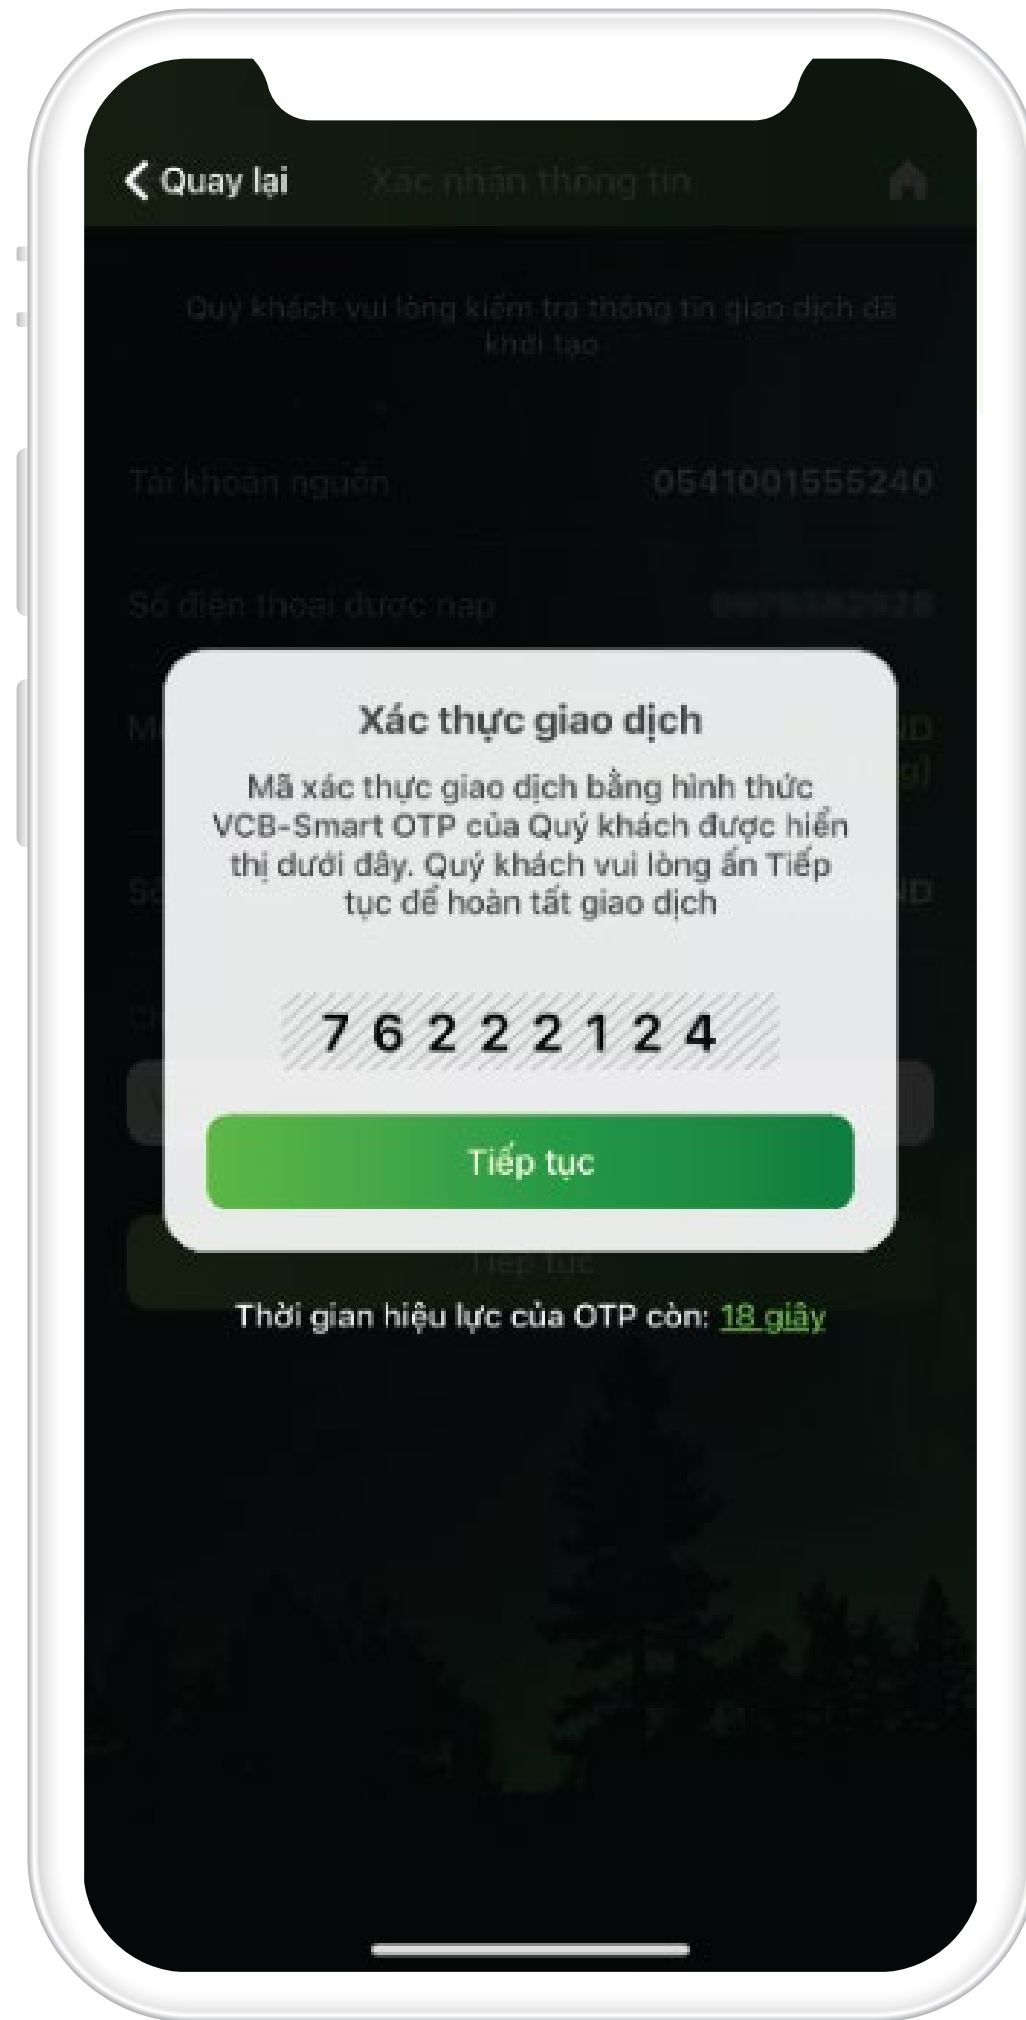 Quay lại
Xác nhận thông tin
Quý khách vui lòng kiểm tra thông tin giao dịch đã
khởi tạo
Tài khoản nguồn
0541001555240
Số điện thoại được nạp
Xác thực giao dịch
Mã xác thực giao dịch bằng hình thức
VCB-Smart OTP của Quý khách được hiển
thị dưới đây. Quý khách vui lòng ấn Tiếp
tục để hoàn tất giao dịch
7 6 2 2 2 1 2 4
Tiếp tục
Tiếp tục
Thời gian hiệu lực của OTP còn: 18 giây